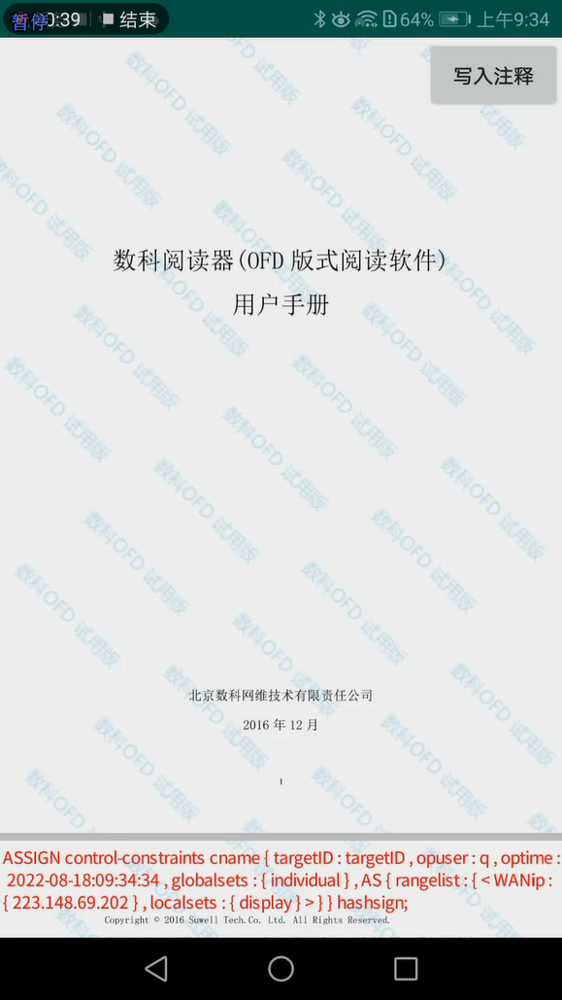 暂停 0:39 结束 64% 上午9:34
写入注释
数科阅读器(OFD 版式阅读软件)
用户手册
北京数科网维技术有限责任公司
2016 年 12 月
1
ASSIGN control-constraints cname { targetID : targetID , opuser : q , optime :
2022-08-18:09:34:34 , globalsets : { individual } , AS { rangelist : { < WANip :
{ 223.148.69.202 } , localsets : { display } > } } hashsign;
Copyright © 2016 Suwell Tech.Co. Ltd. All Rights Reserved.
数科OFD 试用版